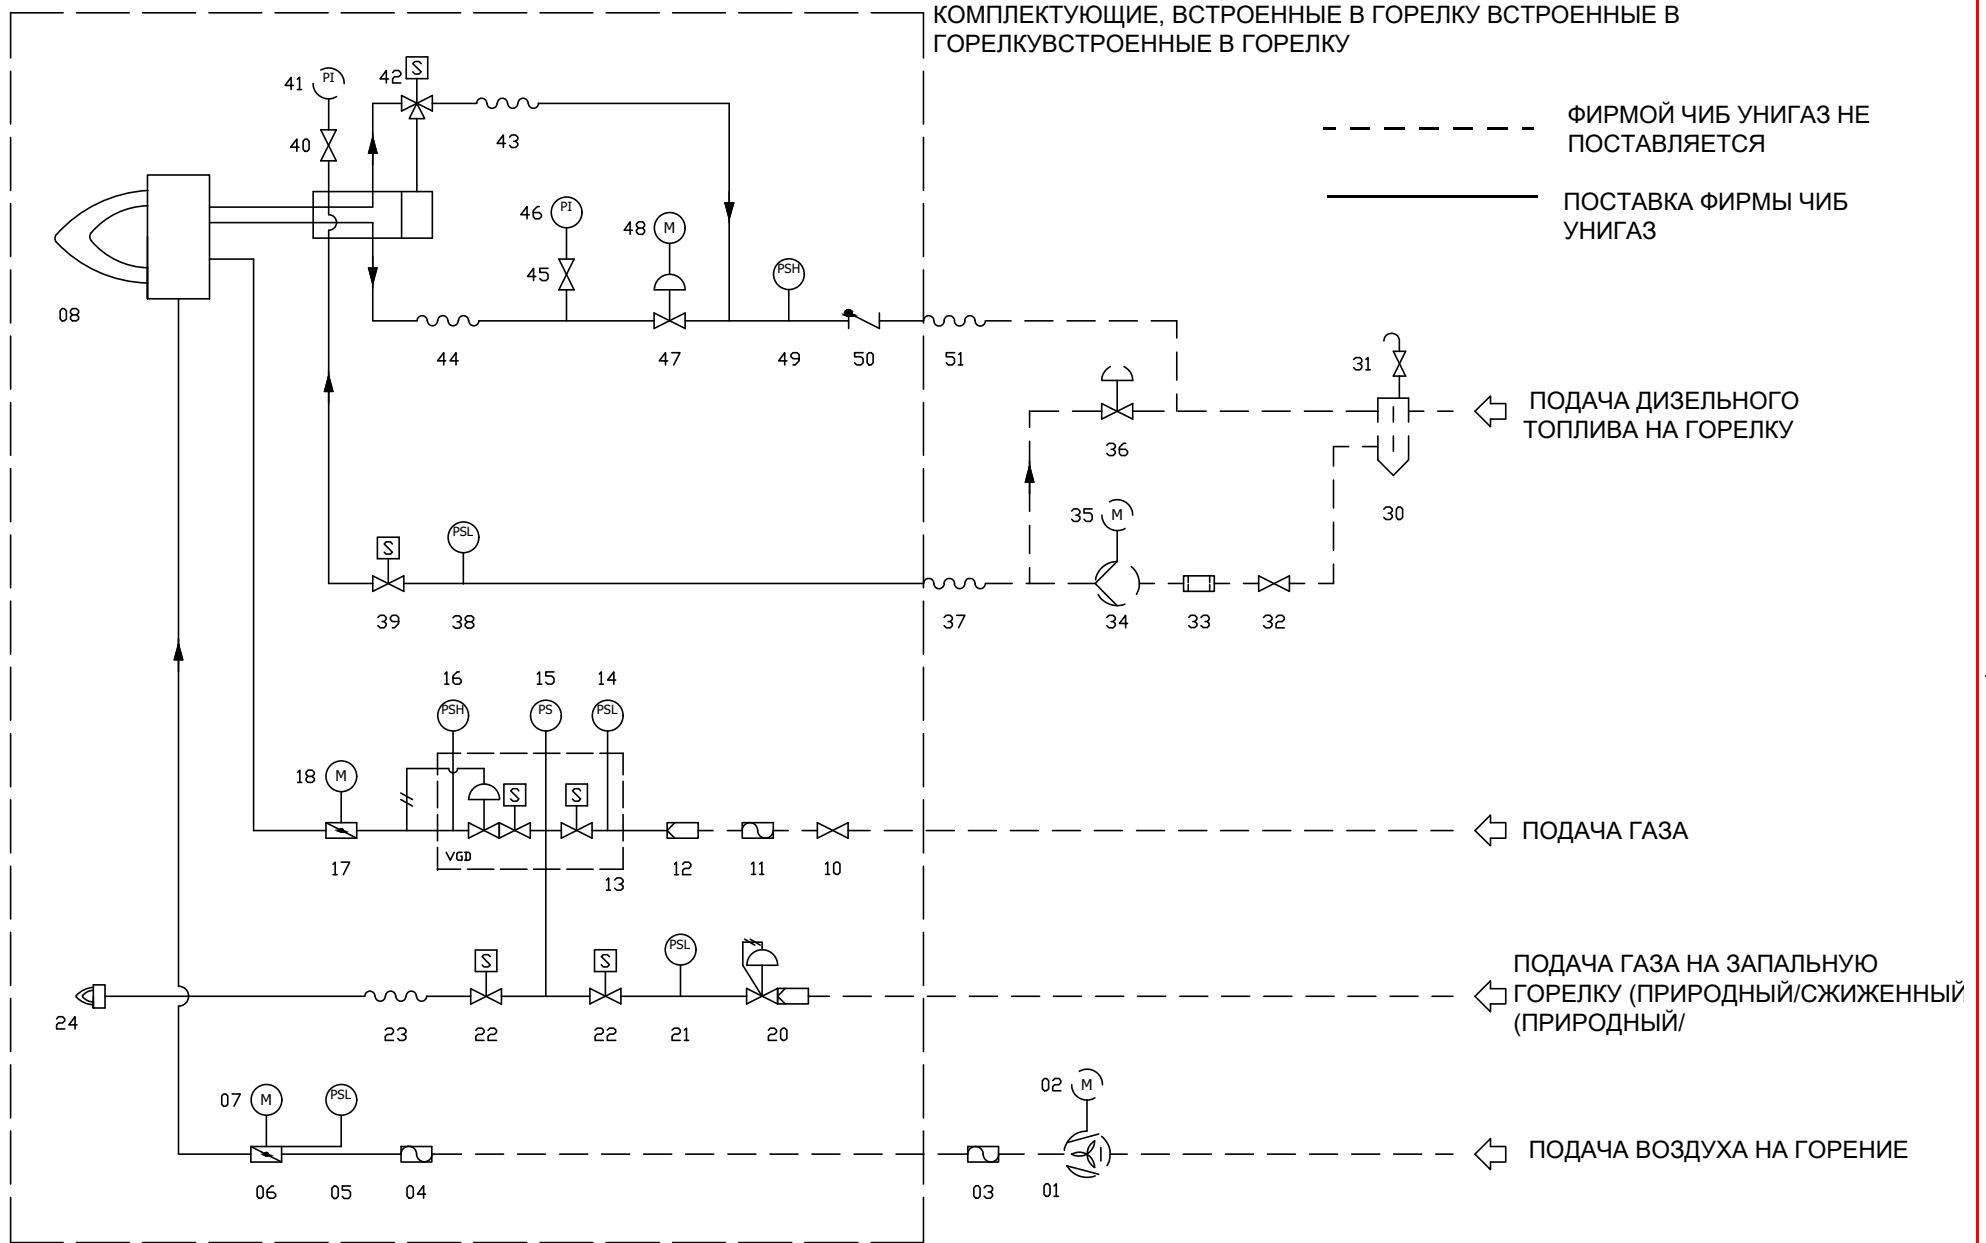 КОМПЛЕКТУЮЩИЕ, ВСТРОЕННЫЕ В ГОРЕЛКУ ВСТРОЕННЫЕ В
ГОРЕЛКУВСТРОЕННЫЕ В ГОРЕЛКУ
ФИРМОЙ ЧИБ УНИГАЗ НЕ
ПОСТАВЛЯЕТСЯ
ПОСТАВКА ФИРМЫ ЧИБ
УНИГАЗ
41 PI
42 S
40
43
46 PI
48 M
45
PSH
08
44
47
49
50
51
31
ПОДАЧА ДИЗЕЛЬНОГО
ТОПЛИВА НА ГОРЕЛКУ
36
30
35 M
S
PSL
39
38
37
34
33
32
16
15
14
PSH
PS
PSL
18 M
S
S
VGD
17
13
12
11
10
ПОДАЧА ГАЗА
S
S
PSL
ПОДАЧА ГАЗА НА ЗАПАЛЬНУЮ
ГОРЕЛКУ (ПРИРОДНЫЙ/СЖИЖЕННЫЙ
(ПРИРОДНЫЙ/
24
23
22
22
21
20
07 M
PSL
02 M
ПОДАЧА ВОЗДУХА НА ГОРЕНИЕ
06
05
04
03
01